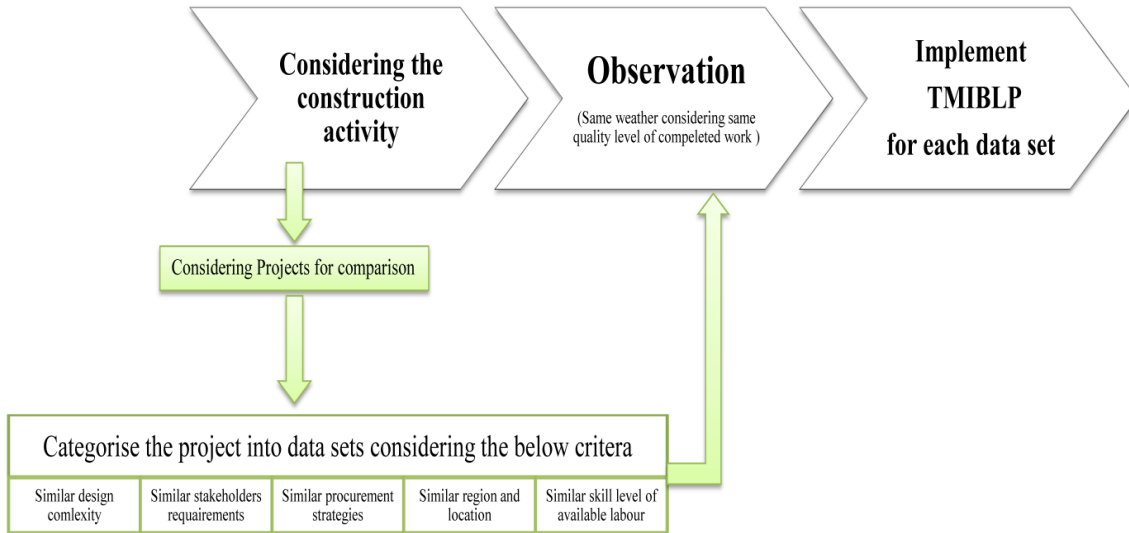 Considering the
construction
activity
Observation
(Same weather considering same
quality level of compeleted work )
Implement
TMIBLP
for each data set
Considering Projects for comparison
Categorise the project into data sets considering the below critera
Similar design
comlexity
Similar stakeholders
requairements
Similar procurement
strategies
Similar region and
location
Similar skill level of
available labour